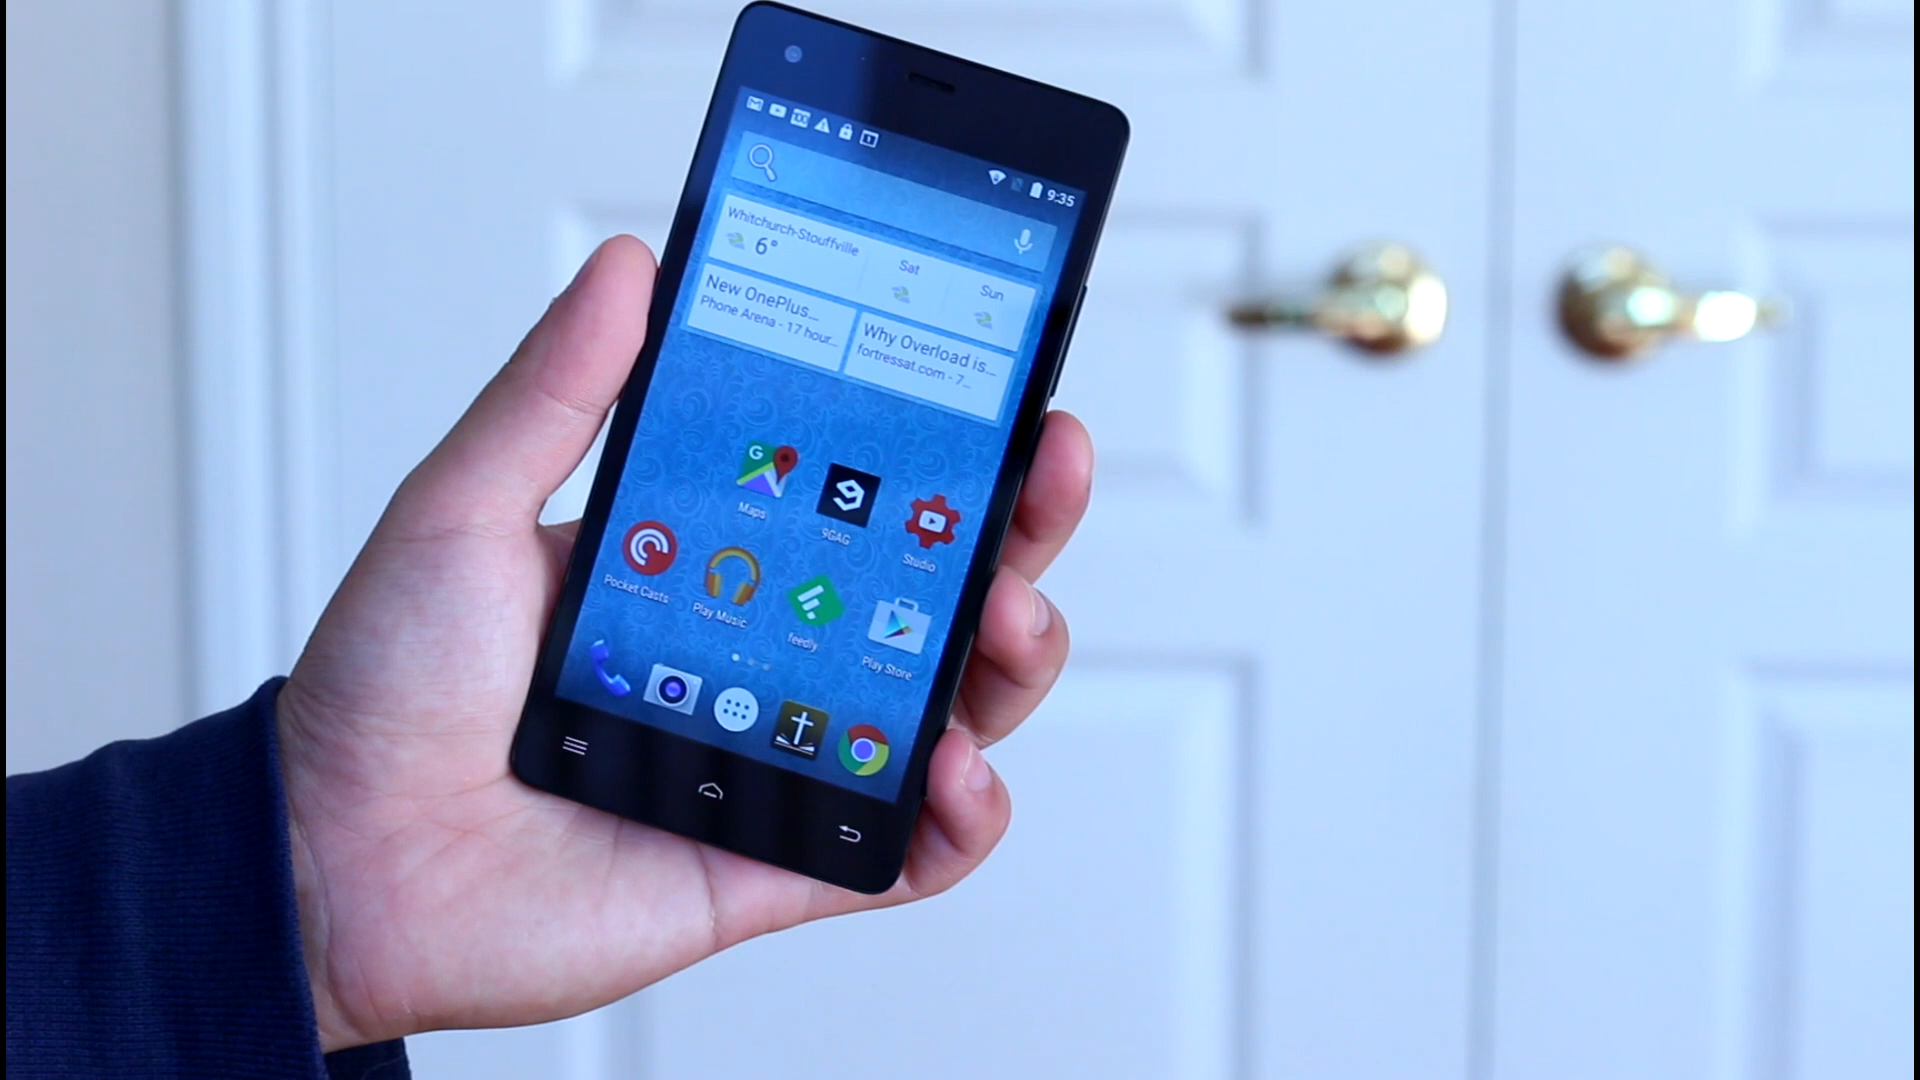 9:35
Whitchurch-Stouffville
6°
Sat
Sun
New OnePlus...
Phone Arena - 17 hour...
Why Overload is...
fortressat.com - 7...
G
Maps
9GAG
Studio
Pocket Casts
Play Music
feedly
Play Store